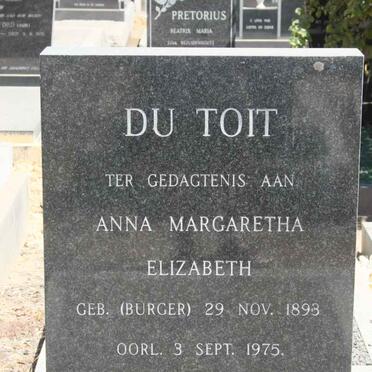 PRETORIUS
BEATRIX MARIA
DU TOIT
TER GEDAGTENIS AAN
ANNA MARGARETHA
ELIZABETH
GEB. (BURGER) 29 NOV. 1893
OORL. 3 SEPT. 1975.